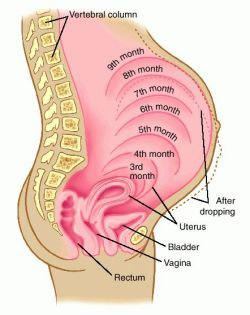 Vertebral column
9th month
8th month
7th month
6th month
5th month
4th month
3rd
month
After
dropping
Uterus
Bladder
Vagina
Rectum